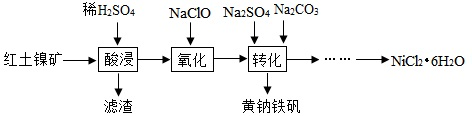 稀H₂SO₄ NaClO Na₂SO₄ Na₂CO₃
红土镍矿 酸浸 氧化 转化 …… NiCl₂•6H₂O
滤渣 黄钠铁矾